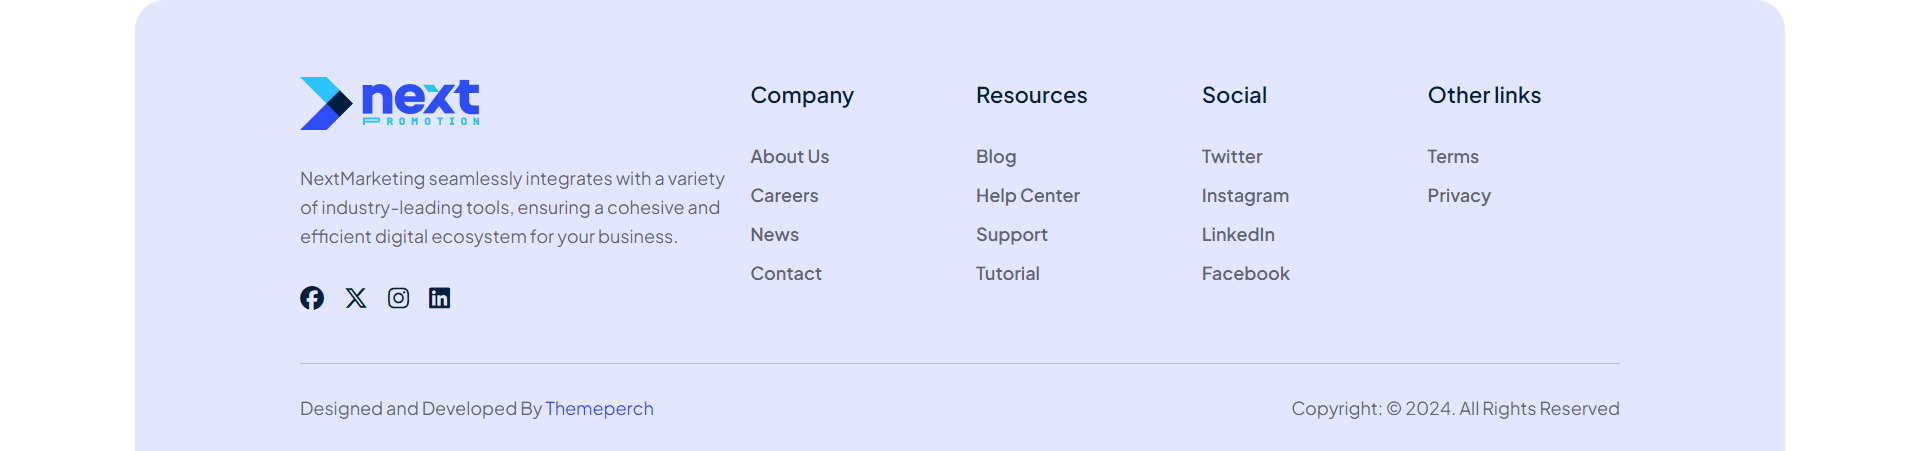 next
PROMOTION
NextMarketing seamlessly integrates with a variety
of industry-leading tools, ensuring a cohesive and
efficient digital ecosystem for your business.
Company
About Us
Careers
News
Contact
Resources
Blog
Help Center
Support
Tutorial
Social
Twitter
Instagram
LinkedIn
Facebook
Other links
Terms
Privacy
Designed and Developed By Themeperch
Copyright: © 2024. All Rights Reserved